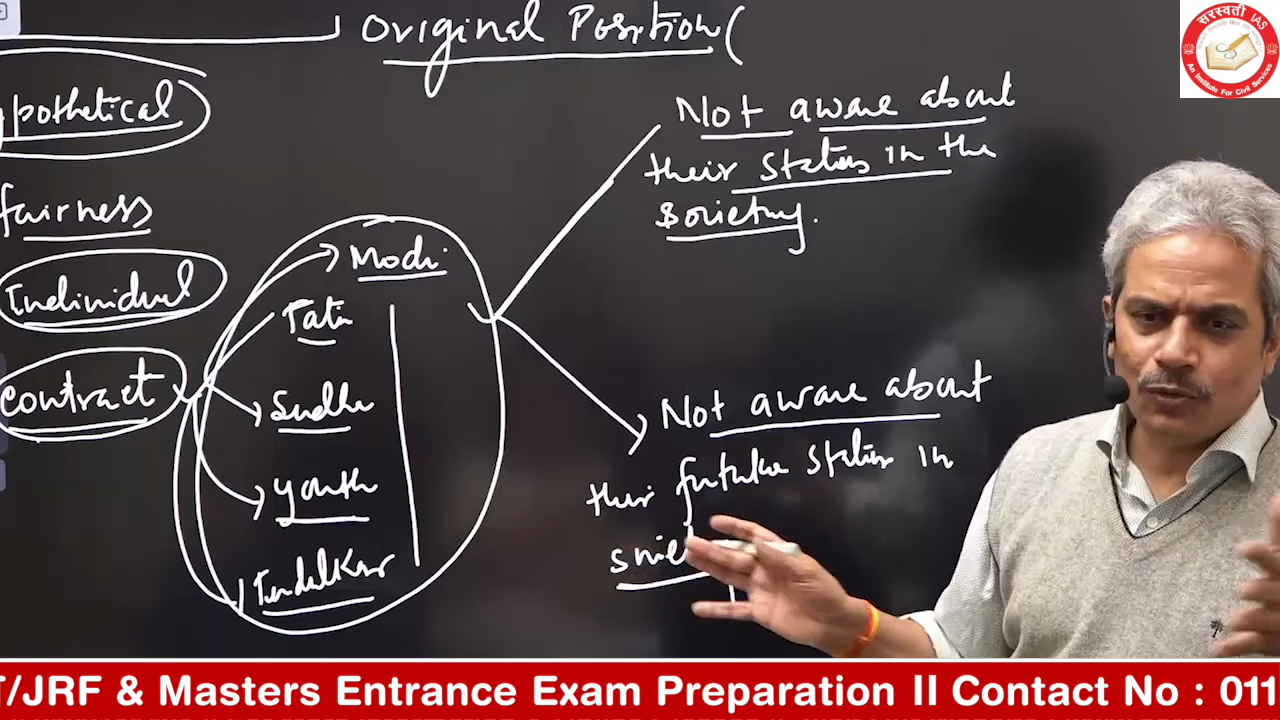 Original Position (
ypothetical
fairness
Individual
Contract
Modi
Tata
Sudha
youth
Tendulkar
Not aware about
their status in the
Society.
Not aware about
their future status in
सरस्वती IAS
An Institute For Civil Services
T/JRF & Masters Entrance Exam Preparation II Contact No : 011